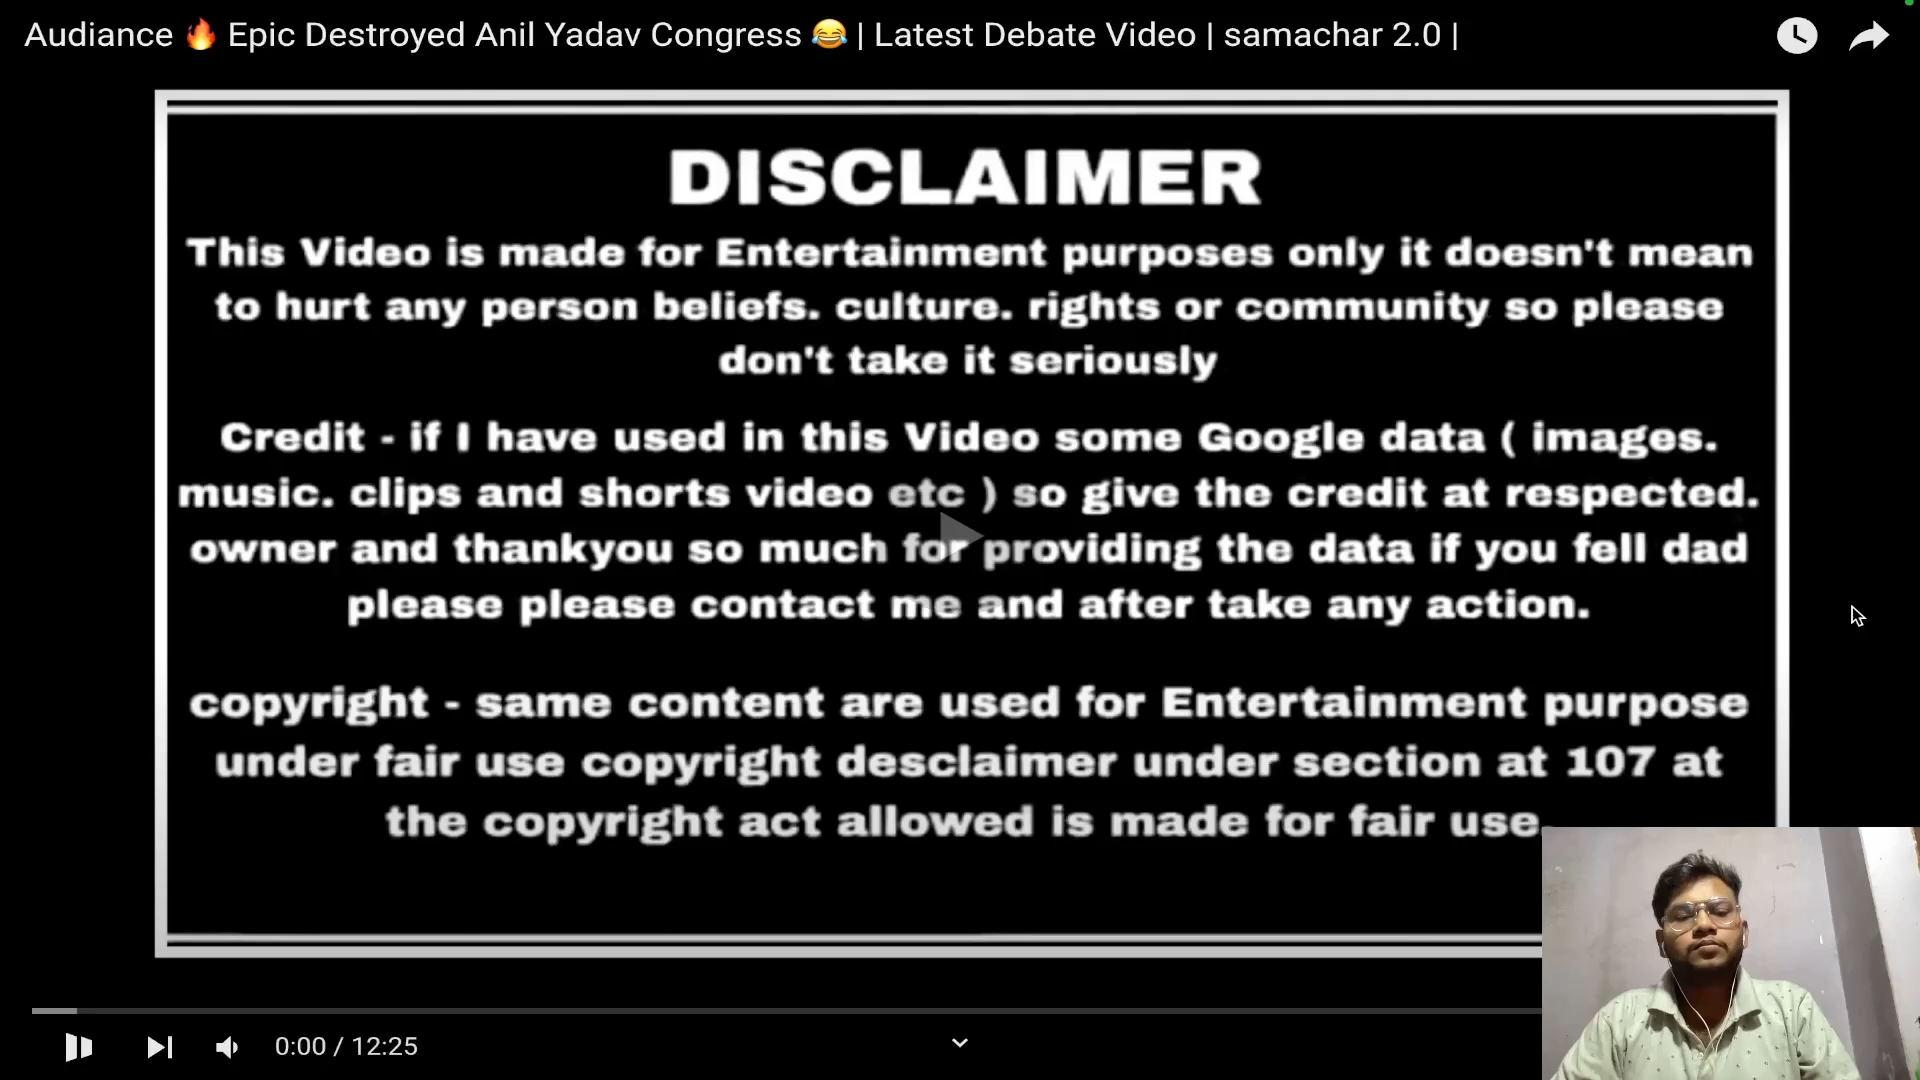 Audiance 🔥 Epic Destroyed Anil Yadav Congress 😂 | Latest Debate Video | samachar 2.0 |
DISCLAIMER
This Video is made for Entertainment purposes only it doesn't mean
to hurt any person beliefs. culture. rights or community so please
don't take it seriously
Credit - if I have used in this Video some Google data ( images.
music. clips and shorts video etc ) so give the credit at respected.
owner and thankyou so much for providing the data if you fell dad
please please contact me and after take any action.
copyright - same content are used for Entertainment purpose
under fair use copyright desclaimer under section at 107 at
the copyright act allowed is made for fair use.
0:00 / 12:25